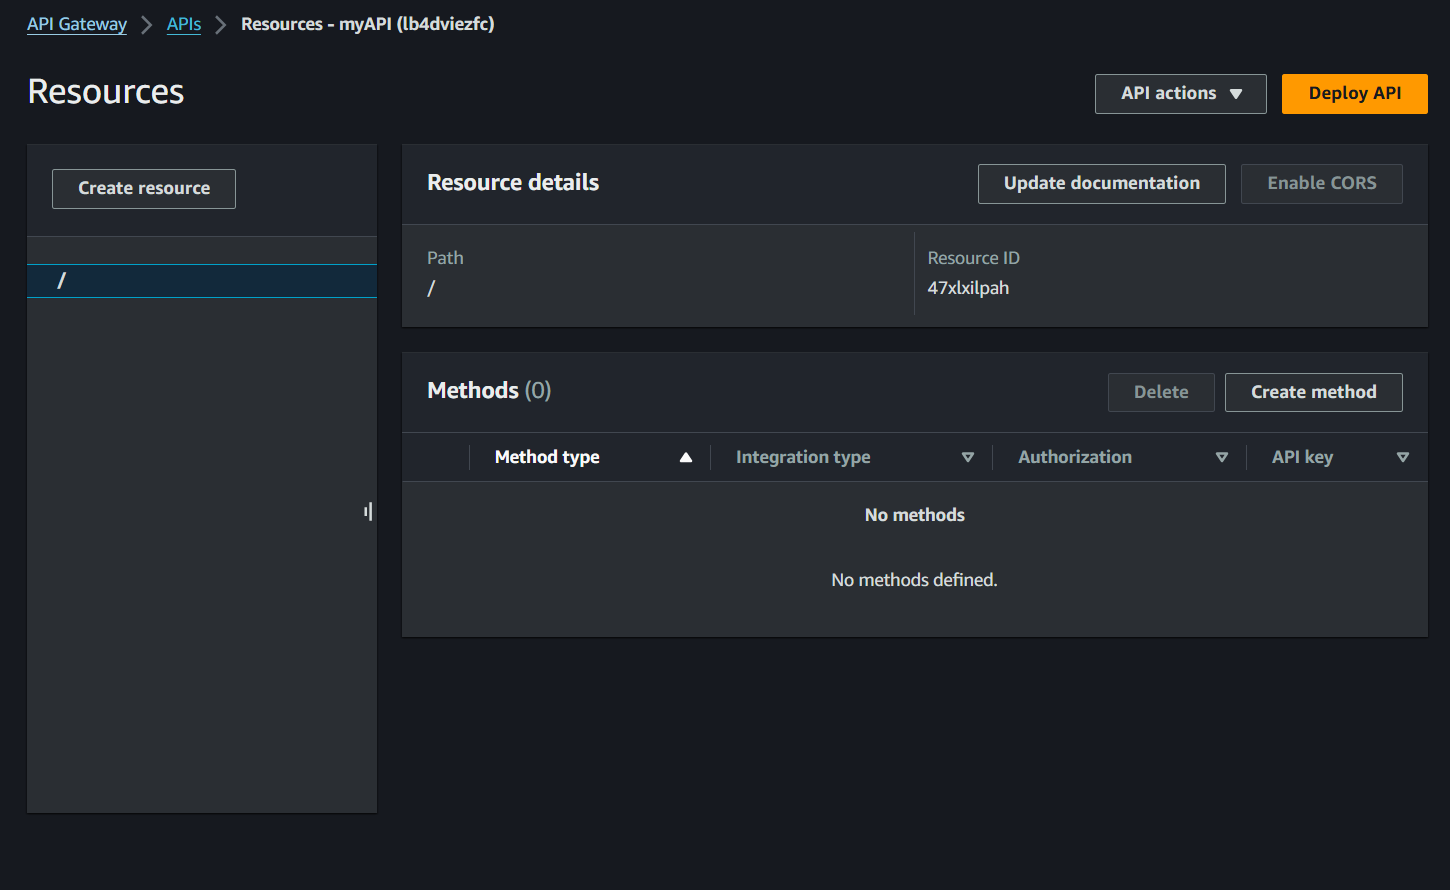 API Gateway > APIs > Resources - myAPI (lb4dviezfc)
Resources
API actions ▼ Deploy API
Create resource
/
Resource details
Update documentation Enable CORS
Path
/
Resource ID
47xlxilpah
Methods (0)
Delete Create method
Method type Integration type Authorization API key
No methods
No methods defined.